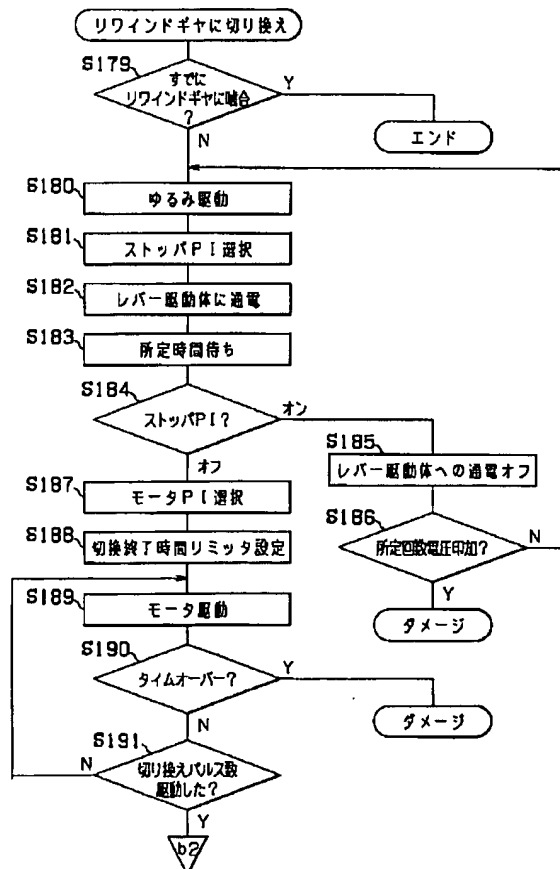 リワインドギヤに切り換え
S179
すでに
リワインドギヤに噛合
?
Y
エンド
N
S180
ゆるみ駆動
S181
ストッパPI選択
S182
レバー駆動体に通電
S183
所定時間待ち
S184
ストッパPI?
オン
S185
レバー駆動体への通電オフ
オフ
S186
所定回数電圧印加?
N
Y
ダメージ
S187
モータPI選択
S188
切換終了時間リミッタ設定
S189
モータ駆動
S190
タイムオーバー?
Y
ダメージ
N
S191
切り換えパルス数
駆動した?
N
Y
b2